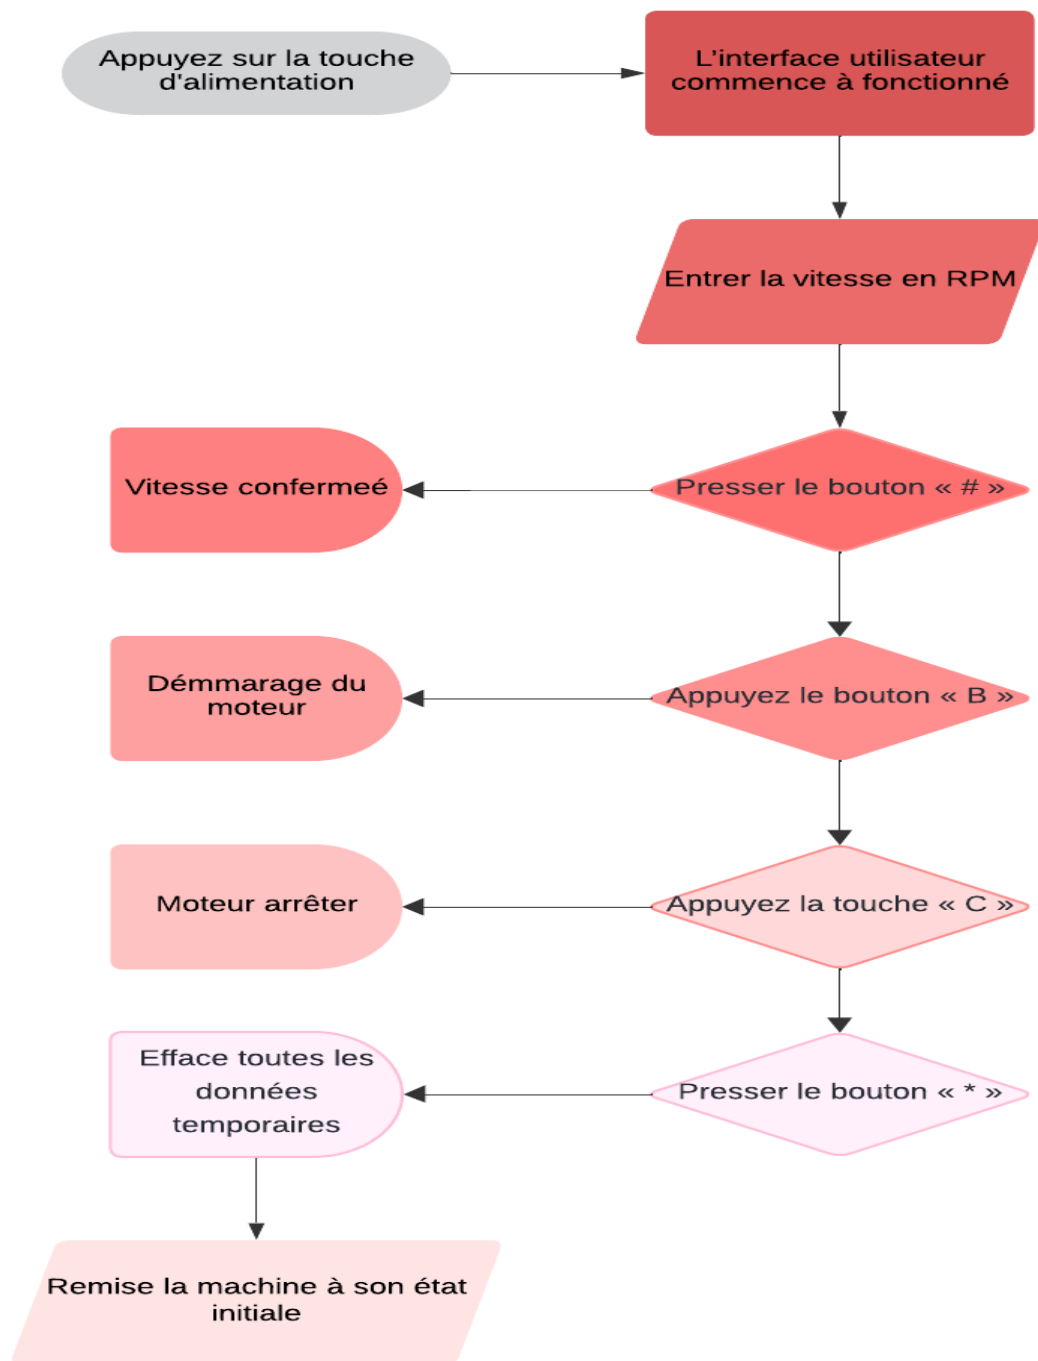 Appuyez sur la touche
d'alimentation
L'interface utilisateur
commence à fonctionné
Entrer la vitesse en RPM
Presser le bouton « # »
Vitesse confermeé
Appuyez le bouton « B »
Démmarage du
moteur
Appuyez la touche « C »
Moteur arrêter
Presser le bouton « * »
Efface toutes les
données
temporaires
Remise la machine à son état
initiale